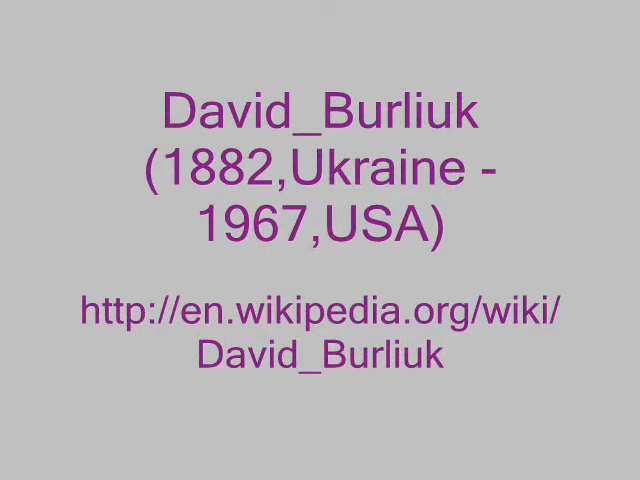 David_Burliuk
(1882,Ukraine -
1967,USA)
http://en.wikipedia.org/wiki/
David_Burliuk